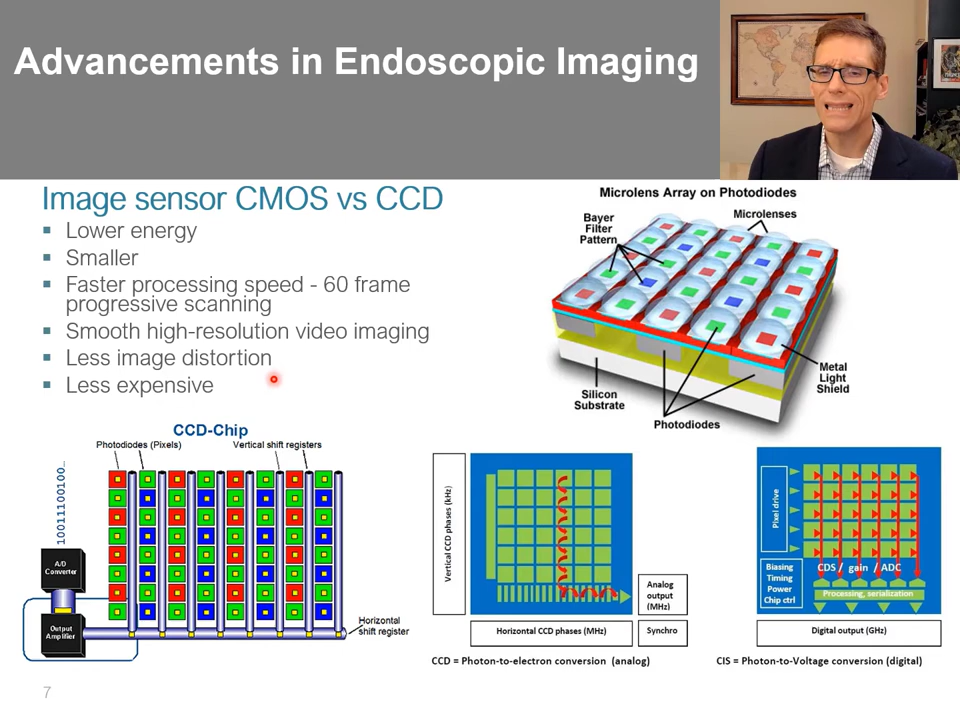 Advancements in Endoscopic Imaging
Image sensor CMOS vs CCD
▪ Lower energy
▪ Smaller
▪ Faster processing speed - 60 frame
progressive scanning
▪ Smooth high-resolution video imaging
▪ Less image distortion
▪ Less expensive
Microlens Array on Photodiodes
Bayer
Filter
Pattern
Microlenses
Silicon
Substrate
Photodiodes
Metal
Light
Shield
CCD-Chip
Photodiodes (Pixels)
Vertical shift registers
10011100100...
A/D
Converter
Output
Amplifier
Horizontal
shift register
Vertical CCD phases (kHz)
Analog
output
(MHz)
Horizontal CCD phases (MHz)
Synchro
CCD = Photon-to-electron conversion (analog)
Pixel drive
CDS / gain / ADC
Biasing
Timing
Power
Chip ctrl
Processing, serialization
Digital output (GHz)
CIS = Photon-to-Voltage conversion (digital)
7